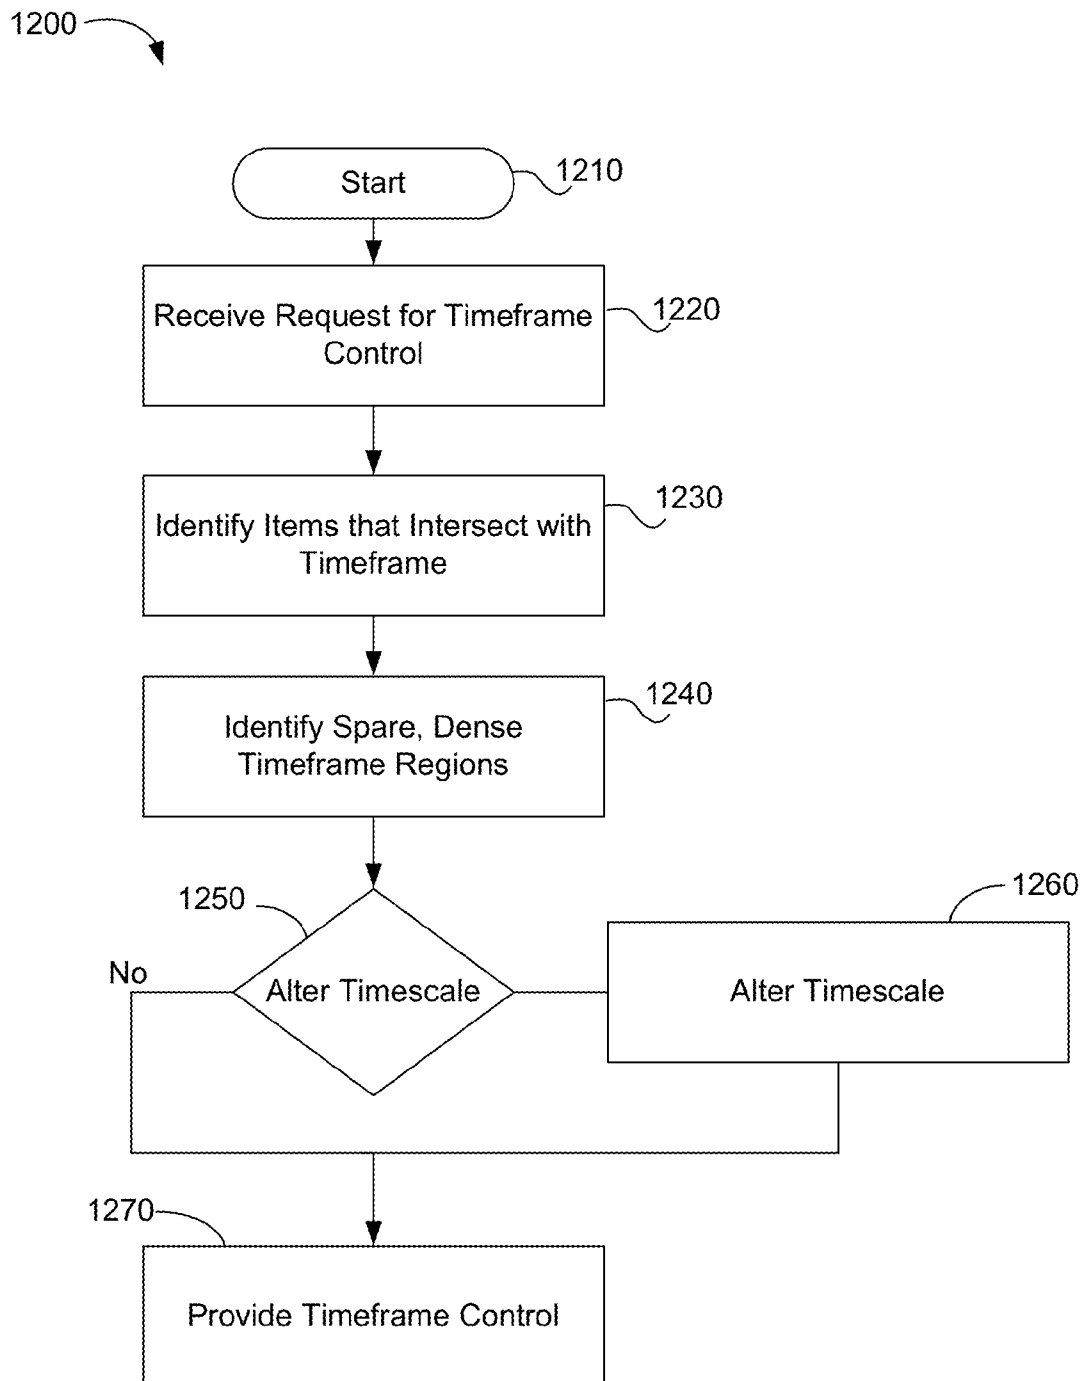 1200
Start
1210
Receive Request for Timeframe
Control
1220
Identify Items that Intersect with
Timeframe
1230
Identify Spare, Dense
Timeframe Regions
1240
1250
Alter Timescale
No
1260
Alter Timescale
1270
Provide Timeframe Control